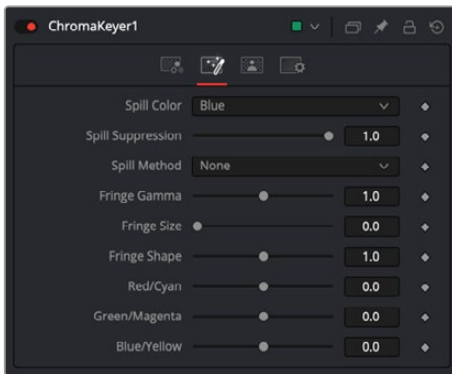 ChromaKeyer1
Spill Color Blue
Spill Suppression 1.0
Spill Method None
Fringe Gamma 1.0
Fringe Size 0.0
Fringe Shape 1.0
Red/Cyan 0.0
Green/Magenta 0.0
Blue/Yellow 0.0